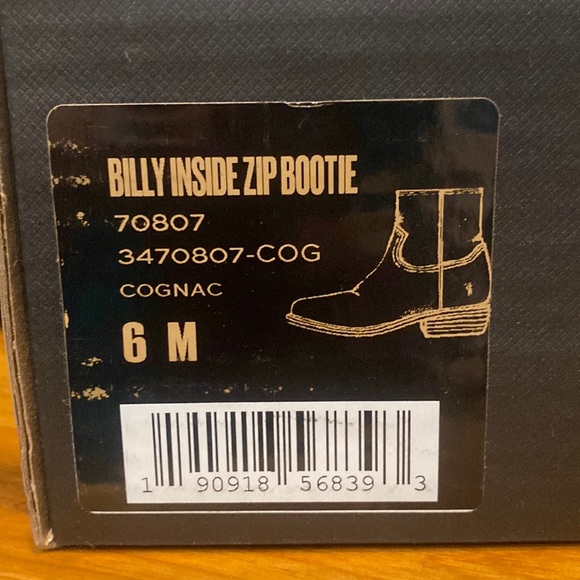 BILLY INSIDE ZIP BOOTIE
70807
3470807-COG
COGNAC
6 M
1 90918 56839 3